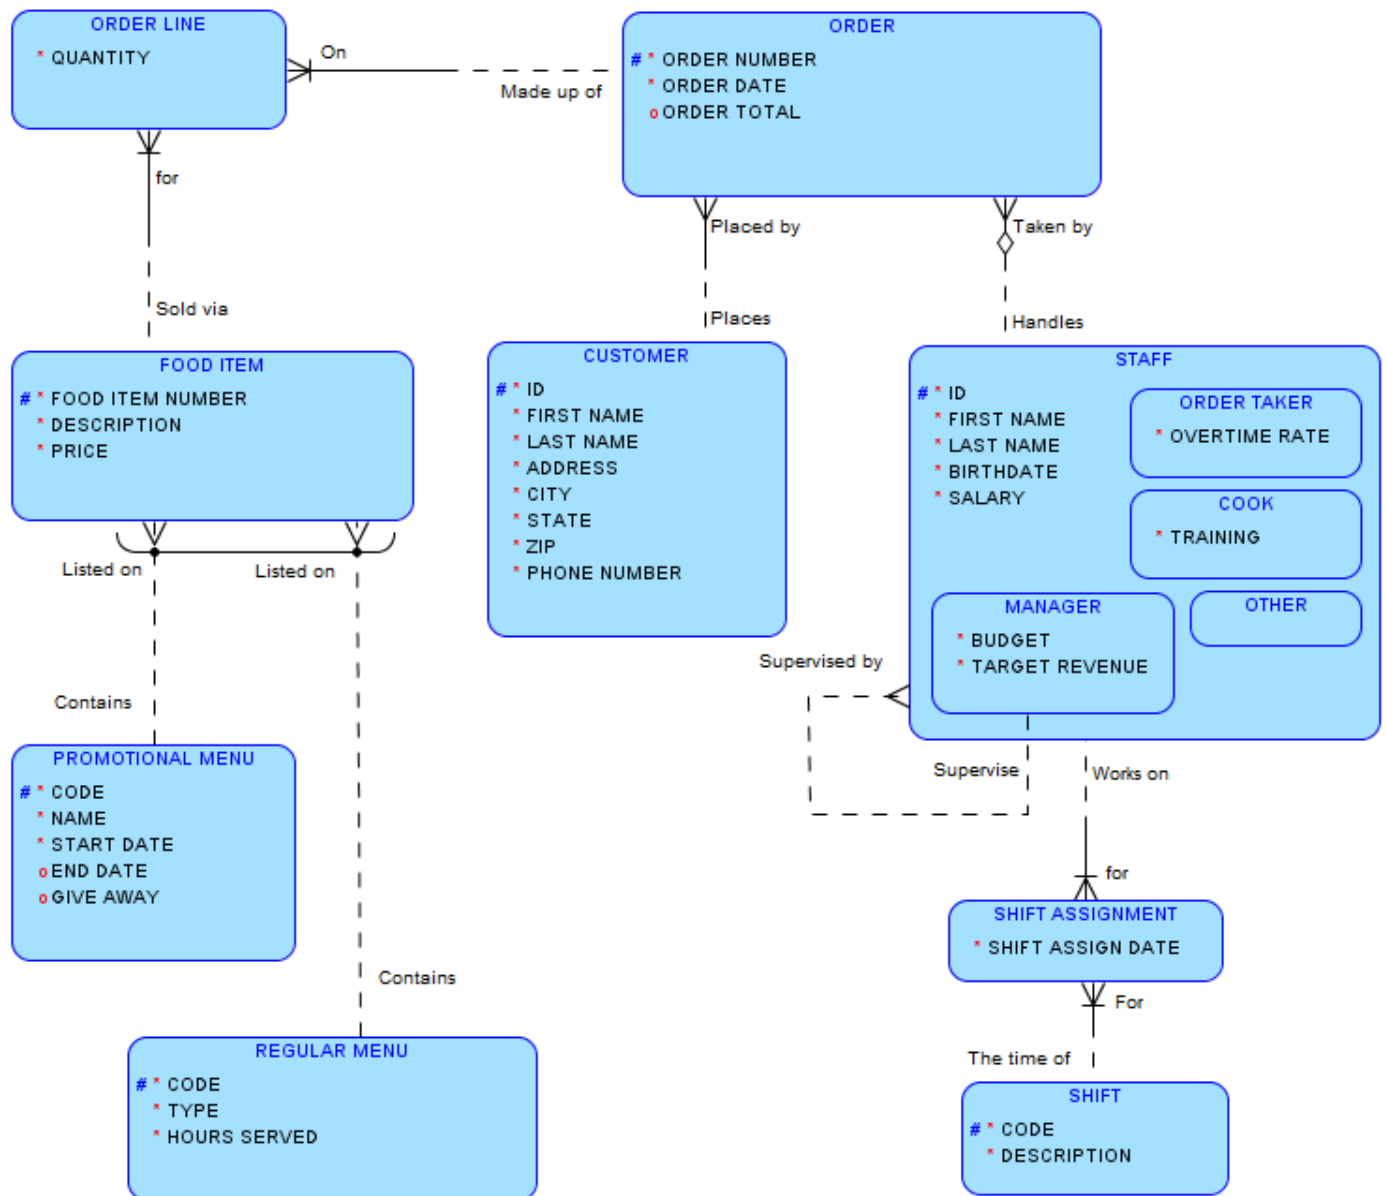 ORDER LINE
* QUANTITY
On
Made up of
ORDER
# * ORDER NUMBER
* ORDER DATE
o ORDER TOTAL
for
Sold via
Placed by
Places
Taken by
Handles
FOOD ITEM
# * FOOD ITEM NUMBER
* DESCRIPTION
* PRICE
CUSTOMER
# * ID
* FIRST NAME
* LAST NAME
* ADDRESS
* CITY
* STATE
* ZIP
* PHONE NUMBER
STAFF
# * ID
* FIRST NAME
* LAST NAME
* BIRTHDATE
* SALARY
ORDER TAKER
* OVERTIME RATE
COOK
* TRAINING
OTHER
MANAGER
* BUDGET
* TARGET REVENUE
Supervised by
Supervise
Listed on
Listed on
Contains
Contains
PROMOTIONAL MENU
# * CODE
* NAME
* START DATE
o END DATE
o GIVE AWAY
REGULAR MENU
# * CODE
* TYPE
* HOURS SERVED
Works on
for
SHIFT ASSIGNMENT
* SHIFT ASSIGN DATE
For
The time of
SHIFT
# * CODE
* DESCRIPTION